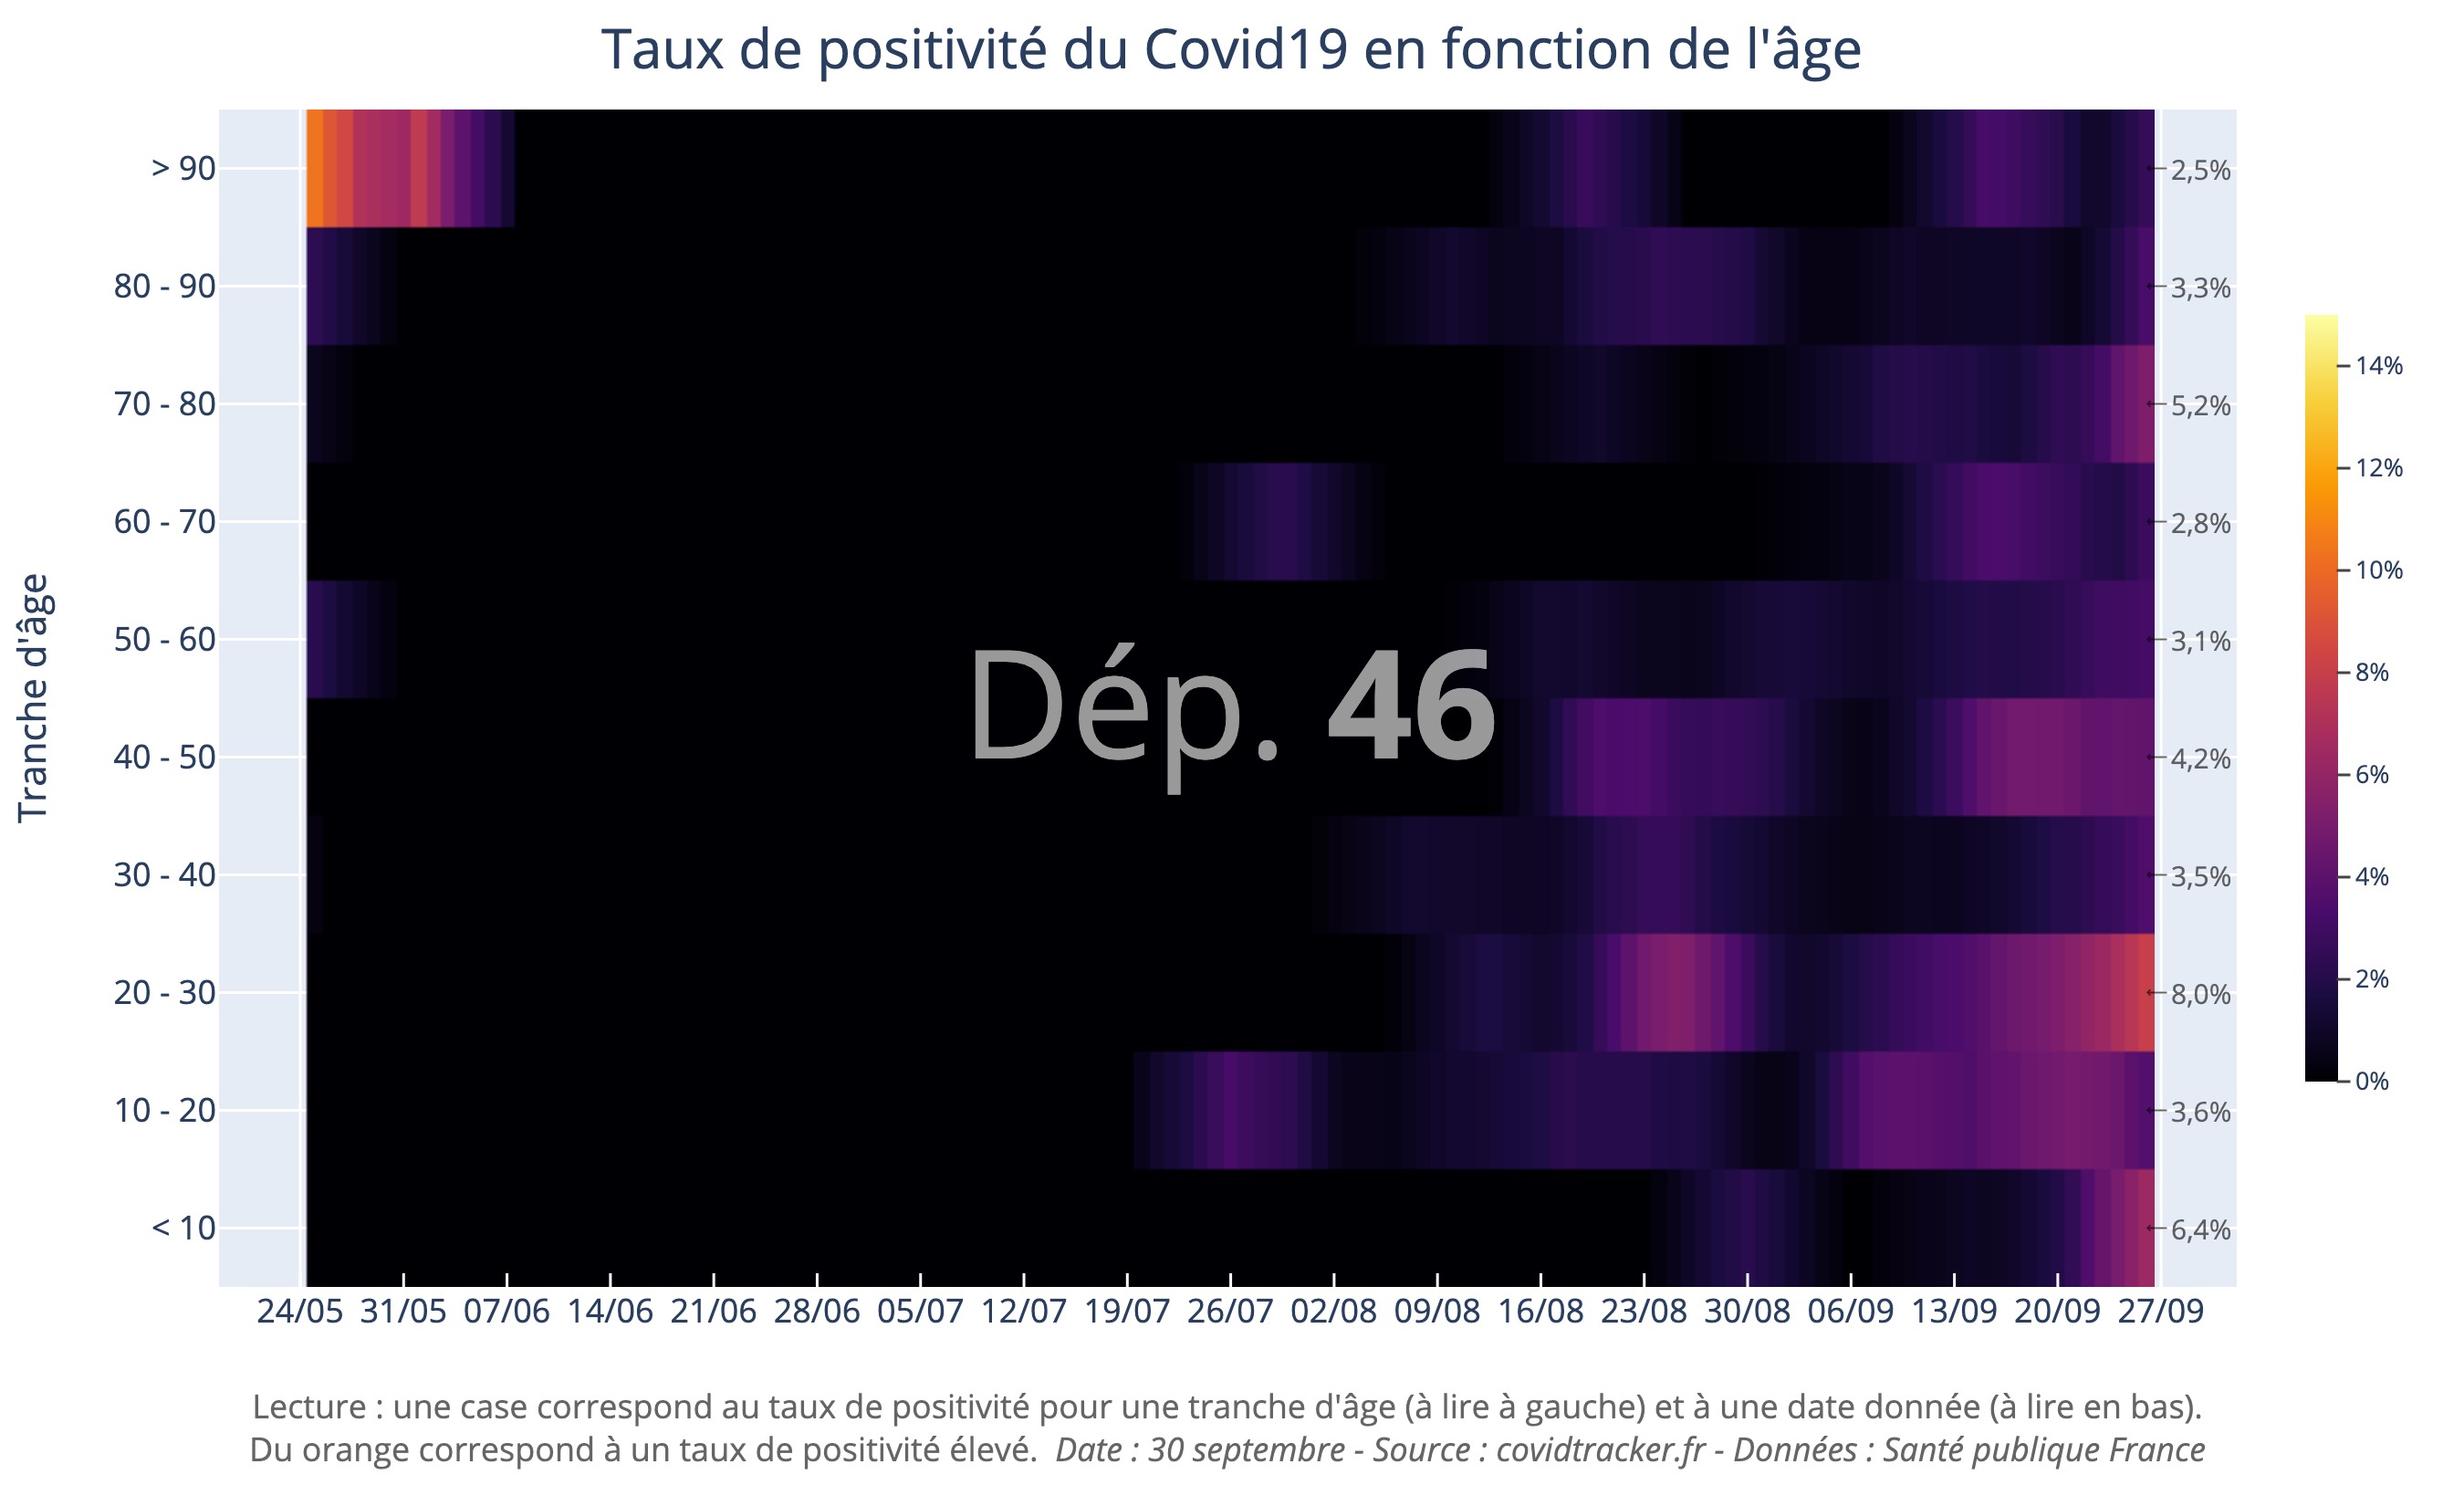 Taux de positivité du Covid19 en fonction de l'âge
Tranche d'âge
> 90
80 - 90
70 - 80
60 - 70
50 - 60
40 - 50
30 - 40
20 - 30
10 - 20
< 10
Dép. 46
2,5%
3,3%
5,2%
2,8%
3,1%
4,2%
3,5%
8,0%
3,6%
6,4%
14%
12%
10%
8%
6%
4%
2%
0%
24/05 31/05 07/06 14/06 21/06 28/06 05/07 12/07 19/07 26/07 02/08 09/08 16/08 23/08 30/08 06/09 13/09 20/09 27/09
Lecture : une case correspond au taux de positivité pour une tranche d'âge (à lire à gauche) et à une date donnée (à lire en bas).
Du orange correspond à un taux de positivité élevé. Date : 30 septembre - Source : covidtracker.fr - Données : Santé publique France